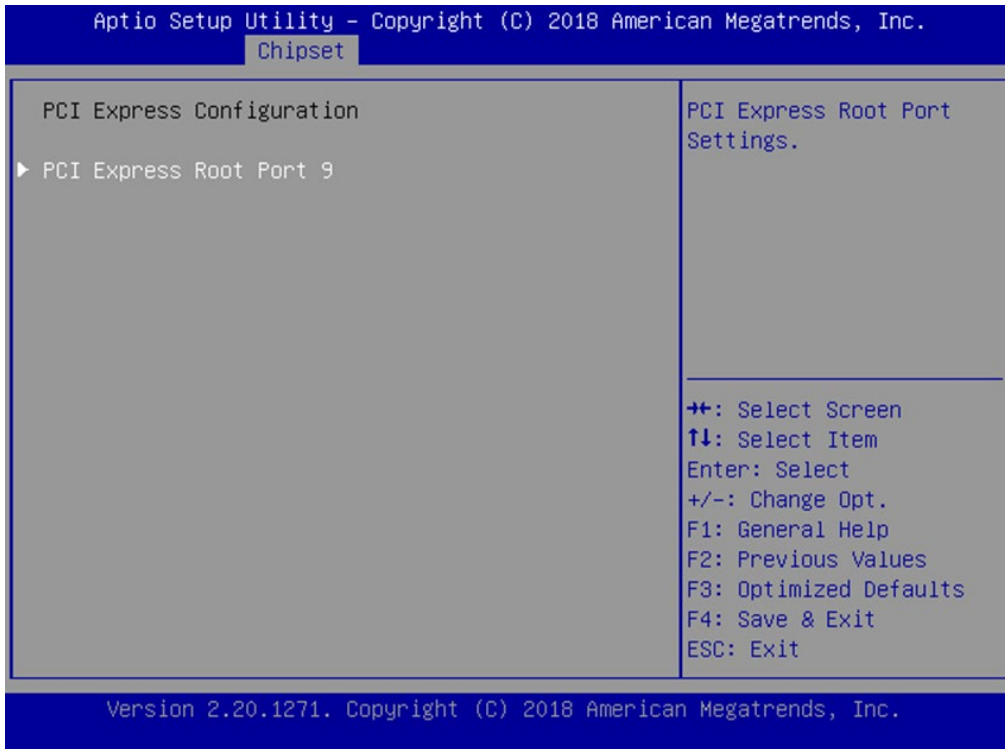 Aptio Setup Utility – Copyright (C) 2018 American Megatrends, Inc.
Chipset
PCI Express Configuration
▶ PCI Express Root Port 9
PCI Express Root Port
Settings.
→←: Select Screen
↑↓: Select Item
Enter: Select
+/-: Change Opt.
F1: General Help
F2: Previous Values
F3: Optimized Defaults
F4: Save & Exit
ESC: Exit
Version 2.20.1271. Copyright (C) 2018 American Megatrends, Inc.